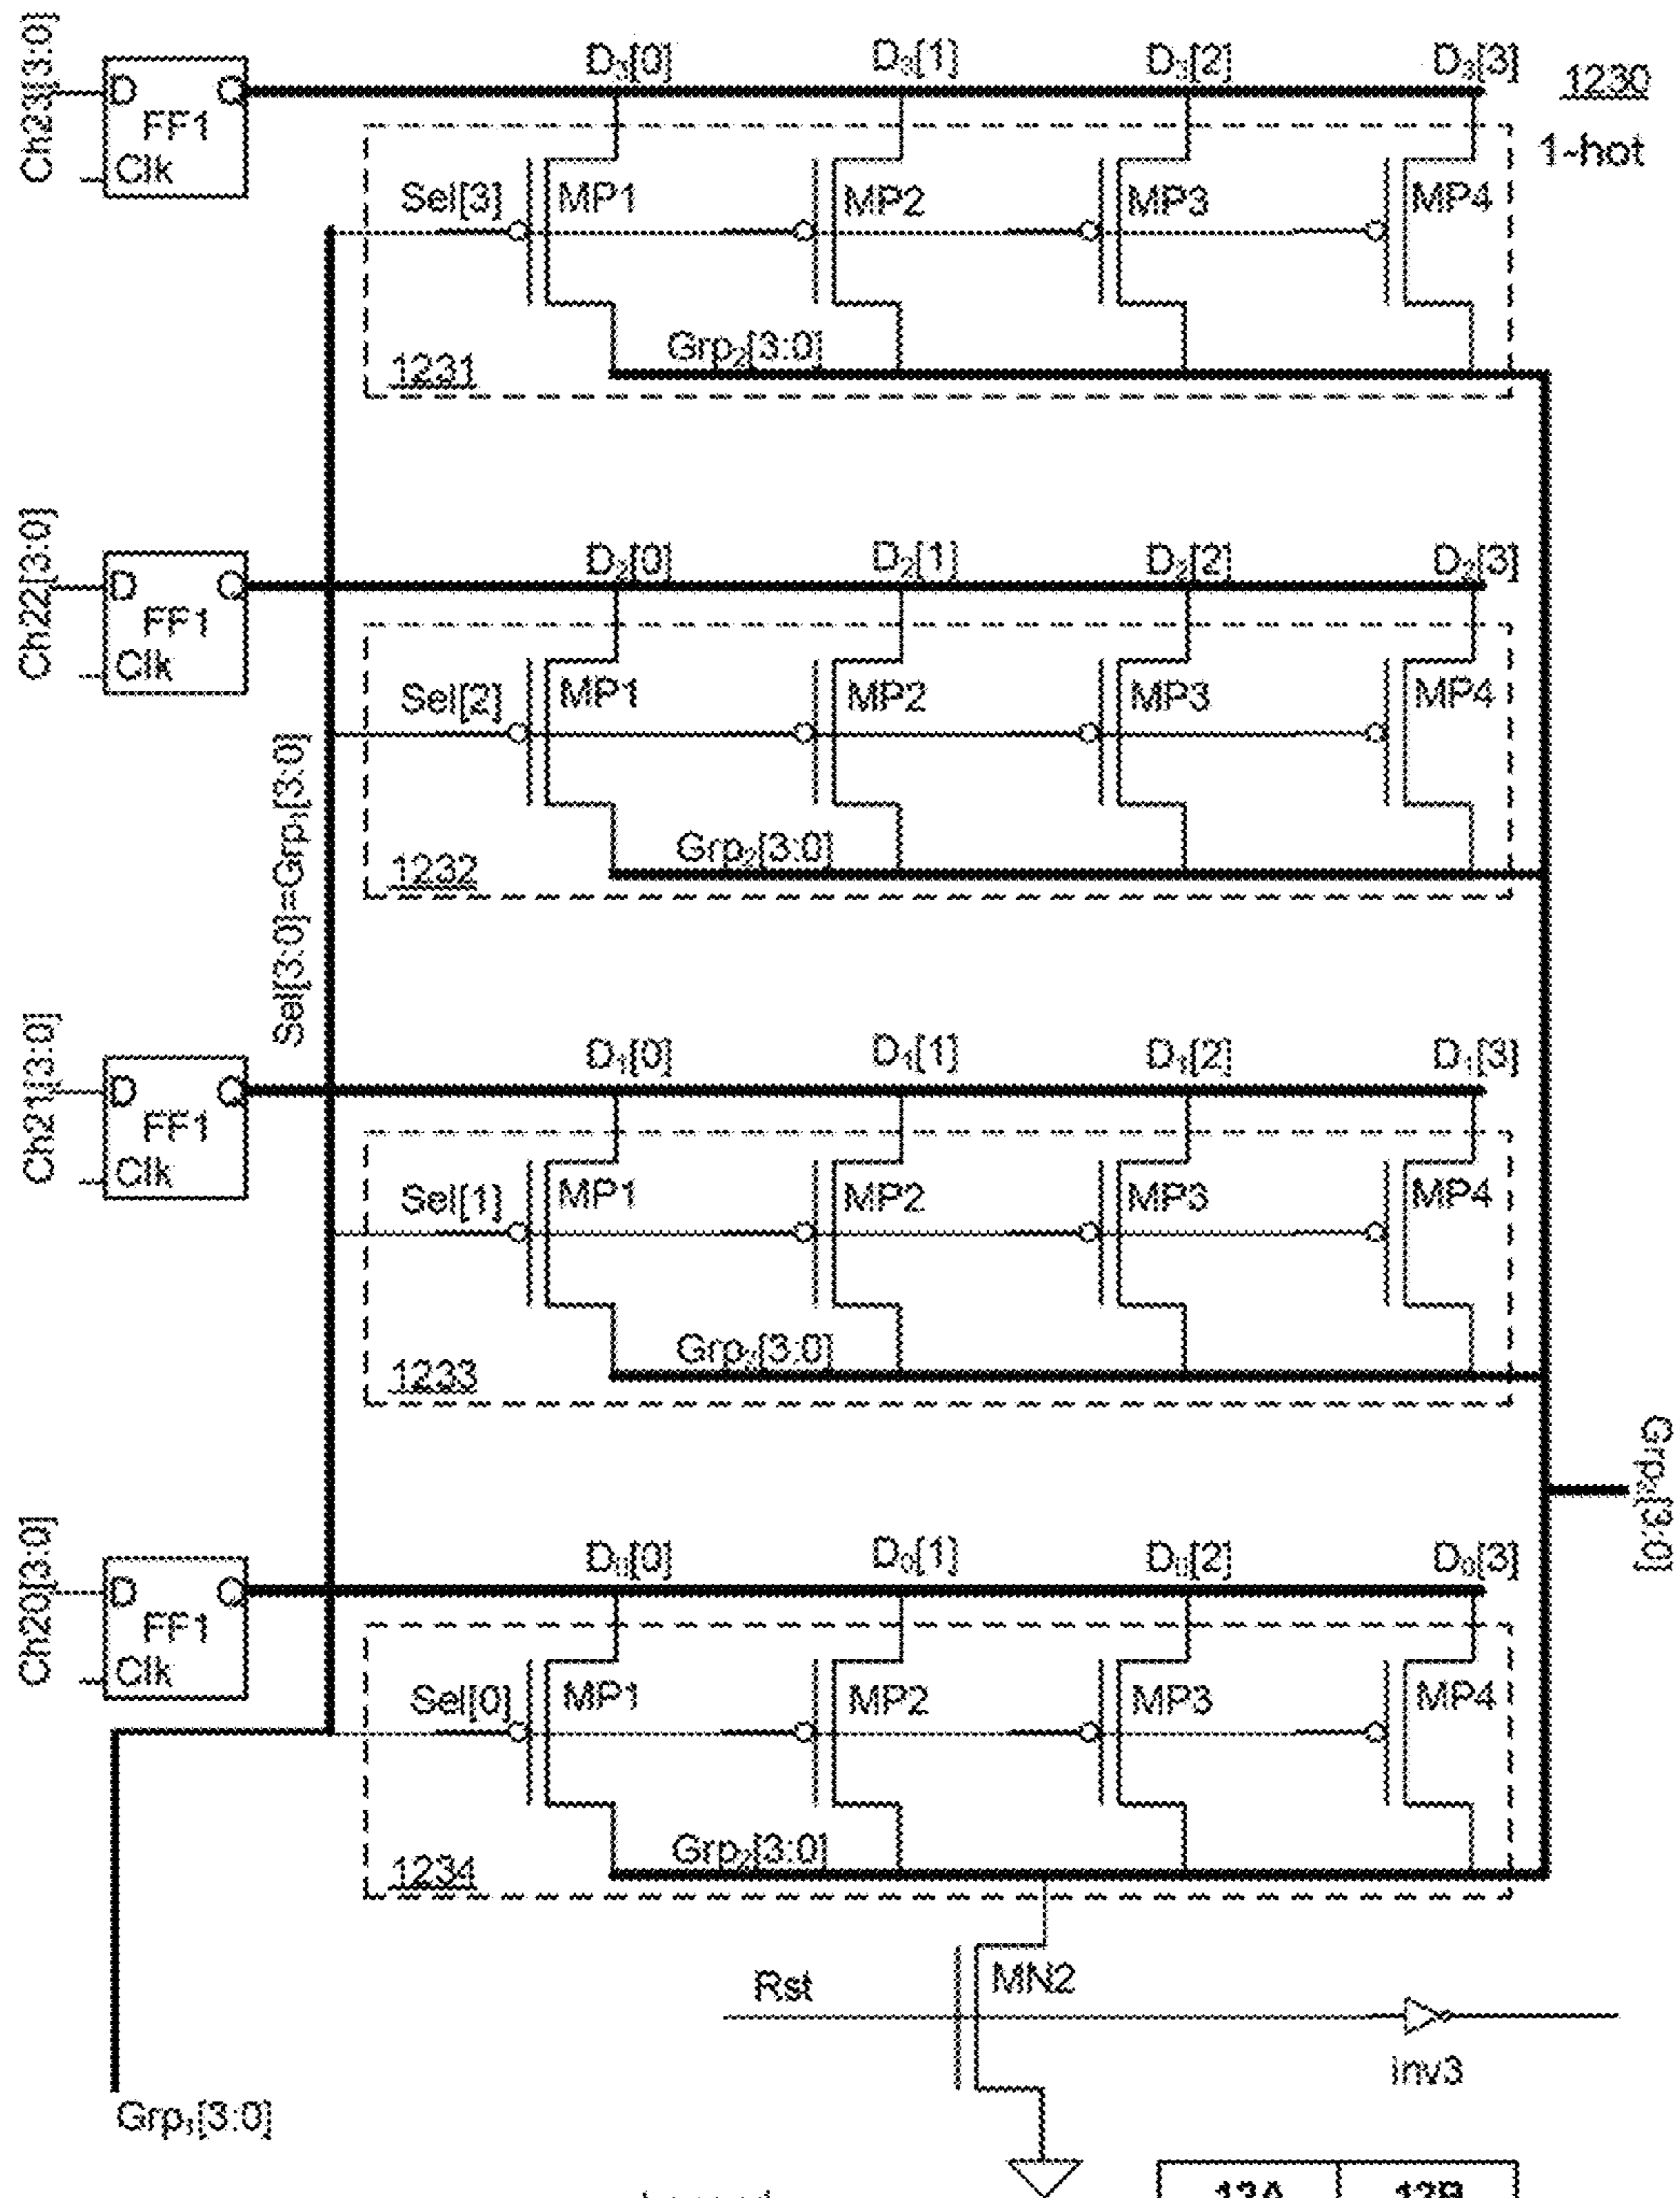 Ch23[3:0]
D Q
FF1
Clk
D₃[0] D₃[1] D₃[2] D₃[3]
1230
1-hot
Sel[3] MP1 MP2 MP3 MP4
Grp₂[3:0]
1231
Ch22[3:0]
D Q
FF1
Clk
D₂[0] D₂[1] D₂[2] D₂[3]
Sel[2] MP1 MP2 MP3 MP4
Grp₂[3:0]
1232
Sel[3:0]=Grp₁[3:0]
Ch21[3:0]
D Q
FF1
Clk
D₁[0] D₁[1] D₁[2] D₁[3]
Sel[1] MP1 MP2 MP3 MP4
[3:0]
1233
Grp₂[3:0]
Ch20[3:0]
D Q
FF1
Clk
D₀[0] D₀[1] D₀[2] D₀[3]
Sel[0] MP1 MP2 MP3 MP4
Grp₂[3:0]
1234
Rst MN2
Inv3
Grp₁[3:0]
12A 12B